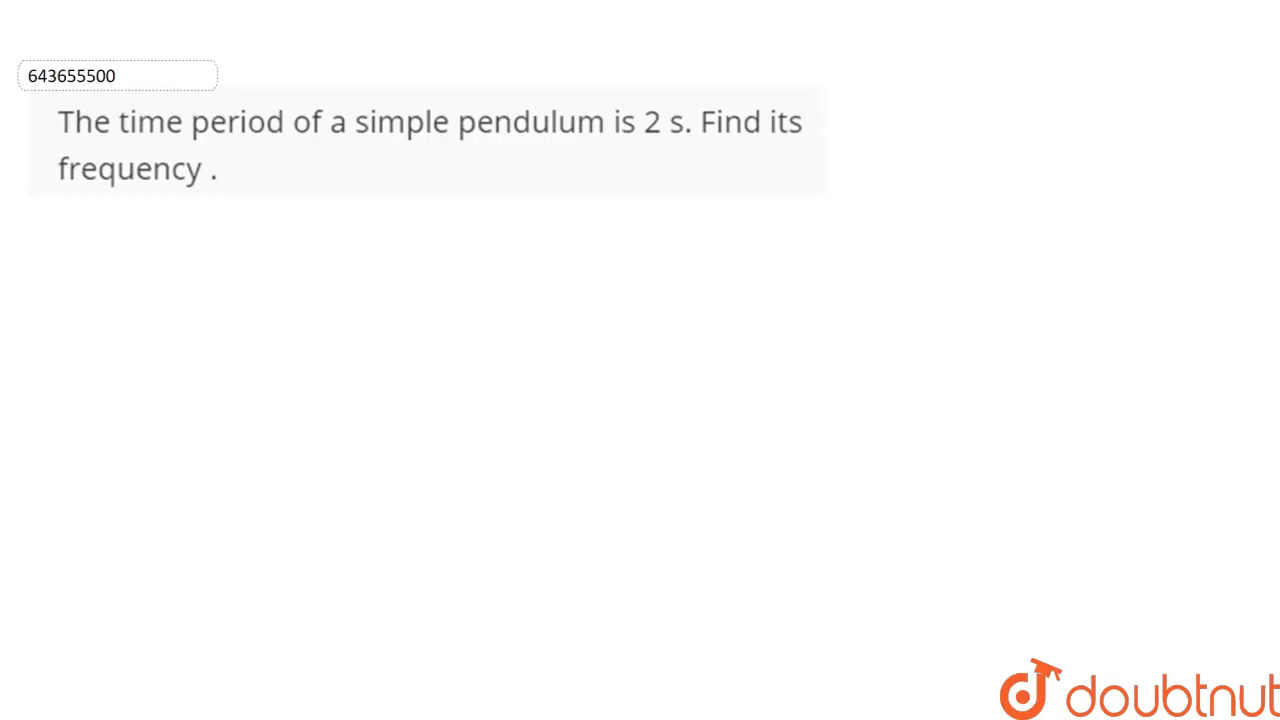 643655500
The time period of a simple pendulum is 2 s. Find its
frequency .
doubtnut